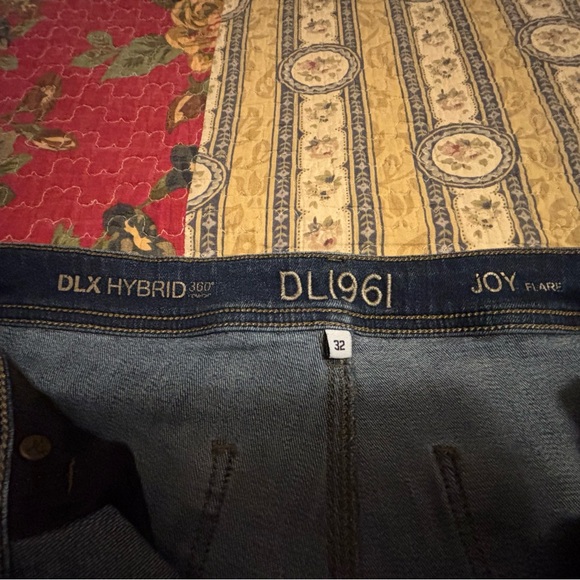 DLX HYBRID 360°
DL1961
JOY FLARE
32